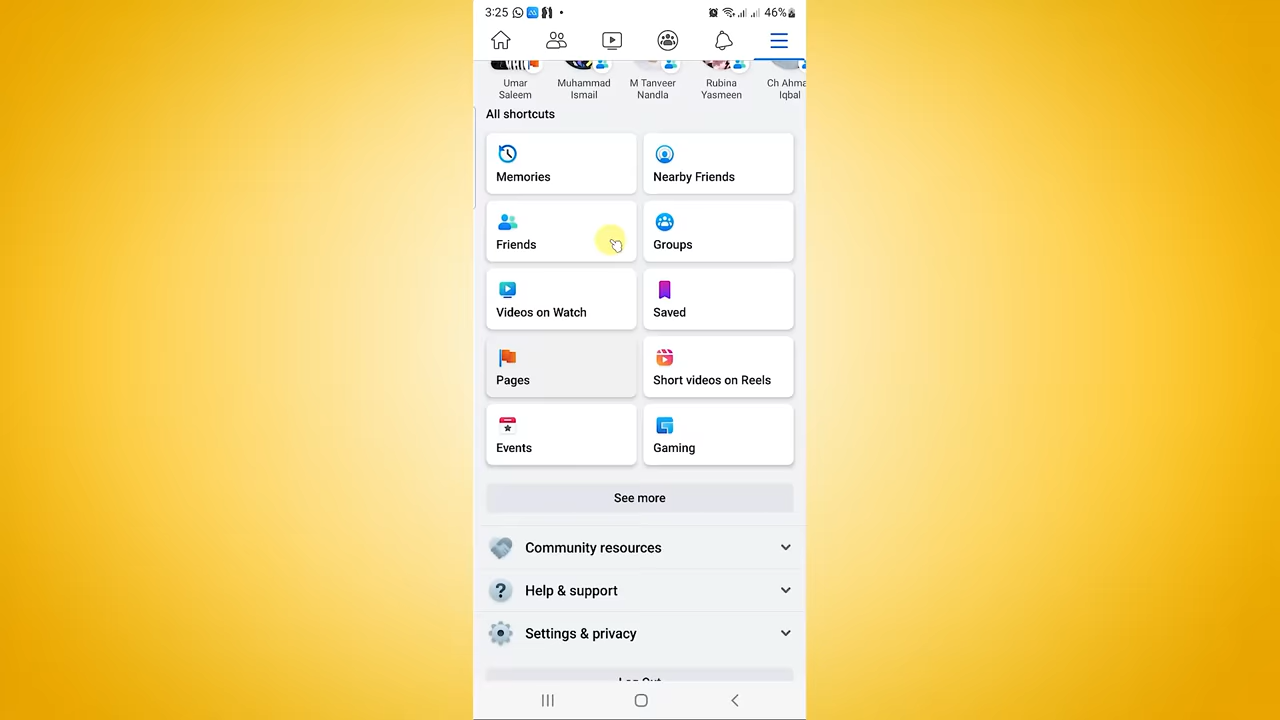 3:25
46%
Umar
Saleem
Muhammad
Ismail
M Tanveer
Nandla
Rubina
Yasmeen
Ch Ahma
Iqbal
All shortcuts
Memories
Nearby Friends
Friends
Groups
Videos on Watch
Saved
Pages
Short videos on Reels
Events
Gaming
See more
Community resources
Help & support
Settings & privacy
Log Out